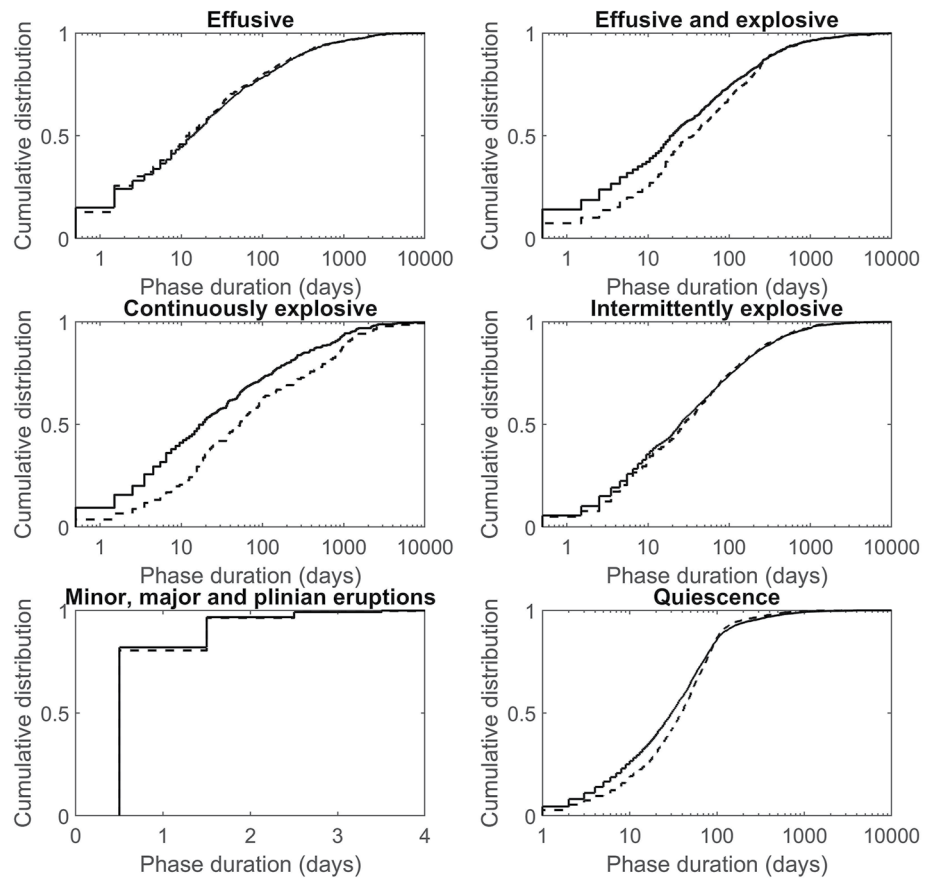 Effusive
Cumulative distribution
1
0.5
0
1 10 100 1000 10000
Phase duration (days)
Effusive and explosive
Cumulative distribution
1
0.5
0
1 10 100 1000 10000
Phase duration (days)
Continuously explosive
Cumulative distribution
1
0.5
0
1 10 100 1000 10000
Phase duration (days)
Intermittently explosive
Cumulative distribution
1
0.5
0
1 10 100 1000 10000
Phase duration (days)
Minor, major and plinian eruptions
Cumulative distribution
1
0.5
0
0 1 2 3 4
Phase duration (days)
Quiescence
Cumulative distribution
1
0.5
0
1 10 100 1000 10000
Phase duration (days)